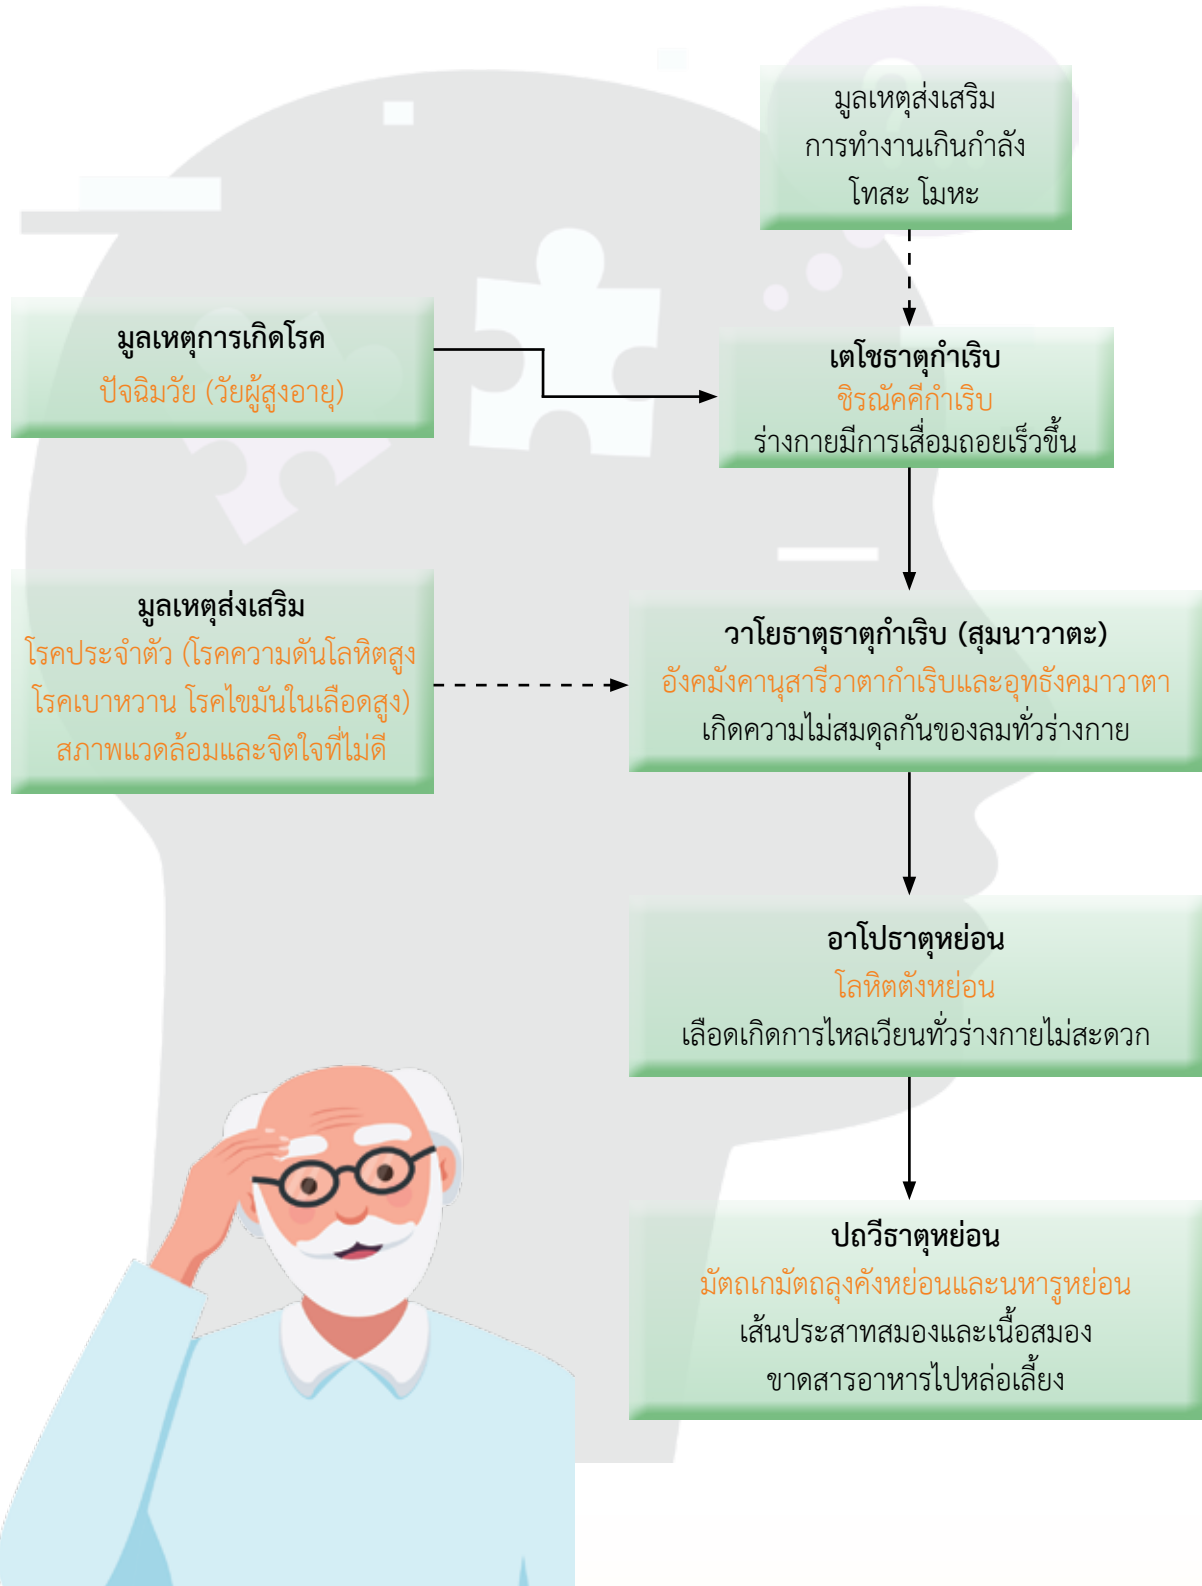 มูลเหตุส่งเสริม
การทำงานเกินกำลัง
โทสะ โมหะ
มูลเหตุการเกิดโรค
ปัจฉิมวัย (วัยผู้สูงอายุ)
เตโชธาตุกำเริบ
ชิรณัคคีกำเริบ
ร่างกายมีการเสื่อมถอยเร็วขึ้น
มูลเหตุส่งเสริม
โรคประจำตัว (โรคความดันโลหิตสูง
โรคเบาหวาน โรคไขมันในเลือดสูง)
สภาพแวดล้อมและจิตใจที่ไม่ดี
วาโยธาตุธาตุกำเริบ (สุมนาวาตะ)
อังคมังคานุสารีวาตากำเริบและอุทธังคมาวาตา
เกิดความไม่สมดุลกันของลมทั่วร่างกาย
อาโปธาตุหย่อน
โลหิตตังหย่อน
เลือดเกิดการไหลเวียนทั่วร่างกายไม่สะดวก
ปถวีธาตุหย่อน
มัตถเกมัตถลุงคังหย่อนและนหารูหย่อน
เส้นประสาทสมองและเนื้อสมอง
ขาดสารอาหารไปหล่อเลี้ยง